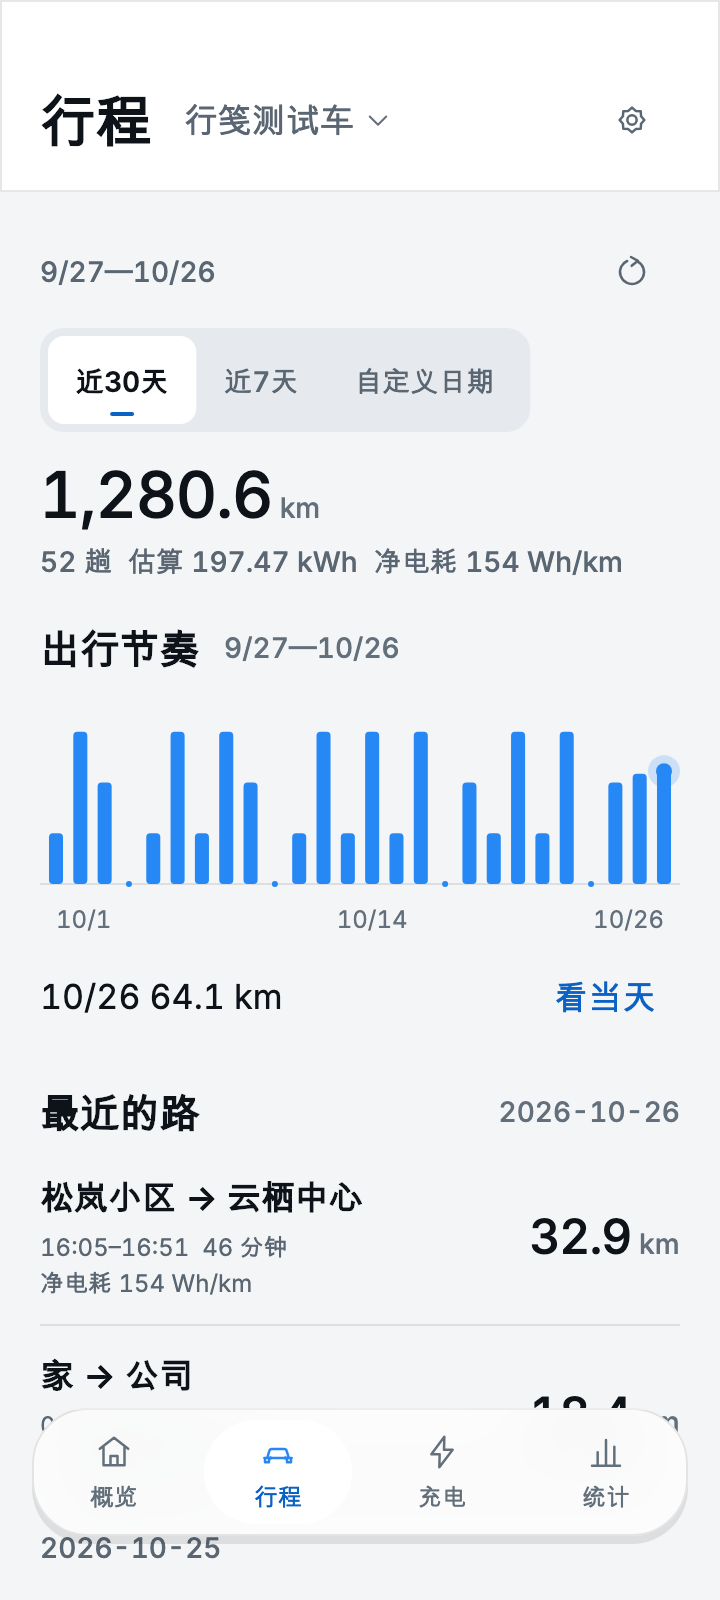 行程 行笺测试车
9/27—10/26
近30天 近7天 自定义日期
1,280.6 km
52 趟 估算 197.47 kWh 净电耗 154 Wh/km
出行节奏 9/27—10/26
10/1 10/14 10/26
10/26 64.1 km 看当天
最近的路 2026-10-26
松岚小区 → 云栖中心
16:05–16:51 46 分钟
净电耗 154 Wh/km
32.9 km
家 → 公司
概览 行程 充电 统计
2026-10-25